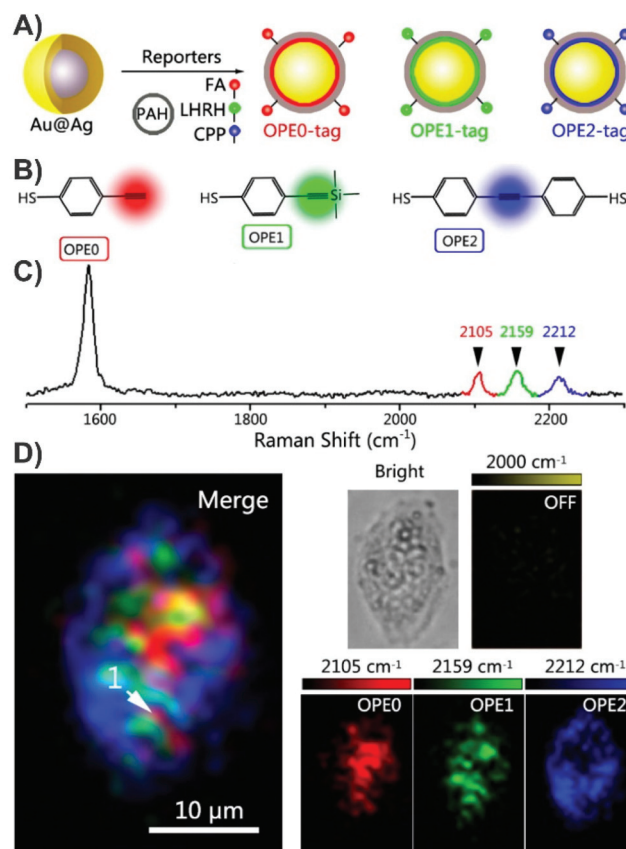 A)
Au@Ag
Reporters
PAH
FA
LHRH
CPP
OPE0-tag
OPE1-tag
OPE2-tag
B)
HS
HS
Si
HS
HS
OPE0
OPE1
OPE2
C)
2105
2159
2212
1600
1800
2000
2200
Raman Shift (cm-1)
D)
Merge
1
10 µm
Bright
2000 cm-1
OFF
2105 cm-1
2159 cm-1
2212 cm-1
OPE0
OPE1
OPE2